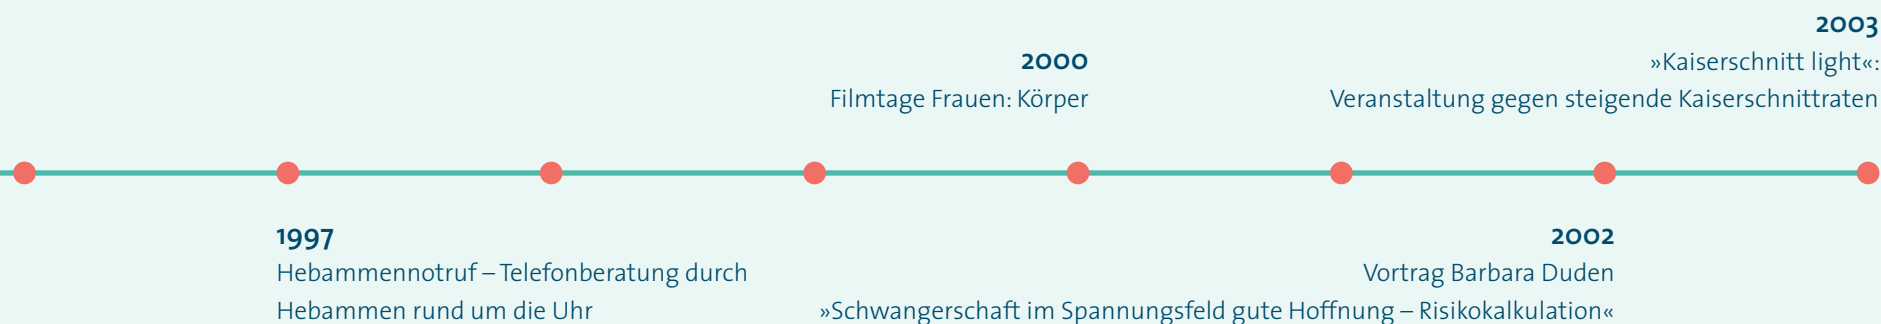 2003
»Kaiserschnitt light«:
Veranstaltung gegen steigende Kaiserschnittraten
2000
Filmtage Frauen: Körper
1997
Hebammennotruf – Telefonberatung durch
Hebammen rund um die Uhr
2002
Vortrag Barbara Duden
»Schwangerschaft im Spannungsfeld gute Hoffnung – Risikokalkulation«